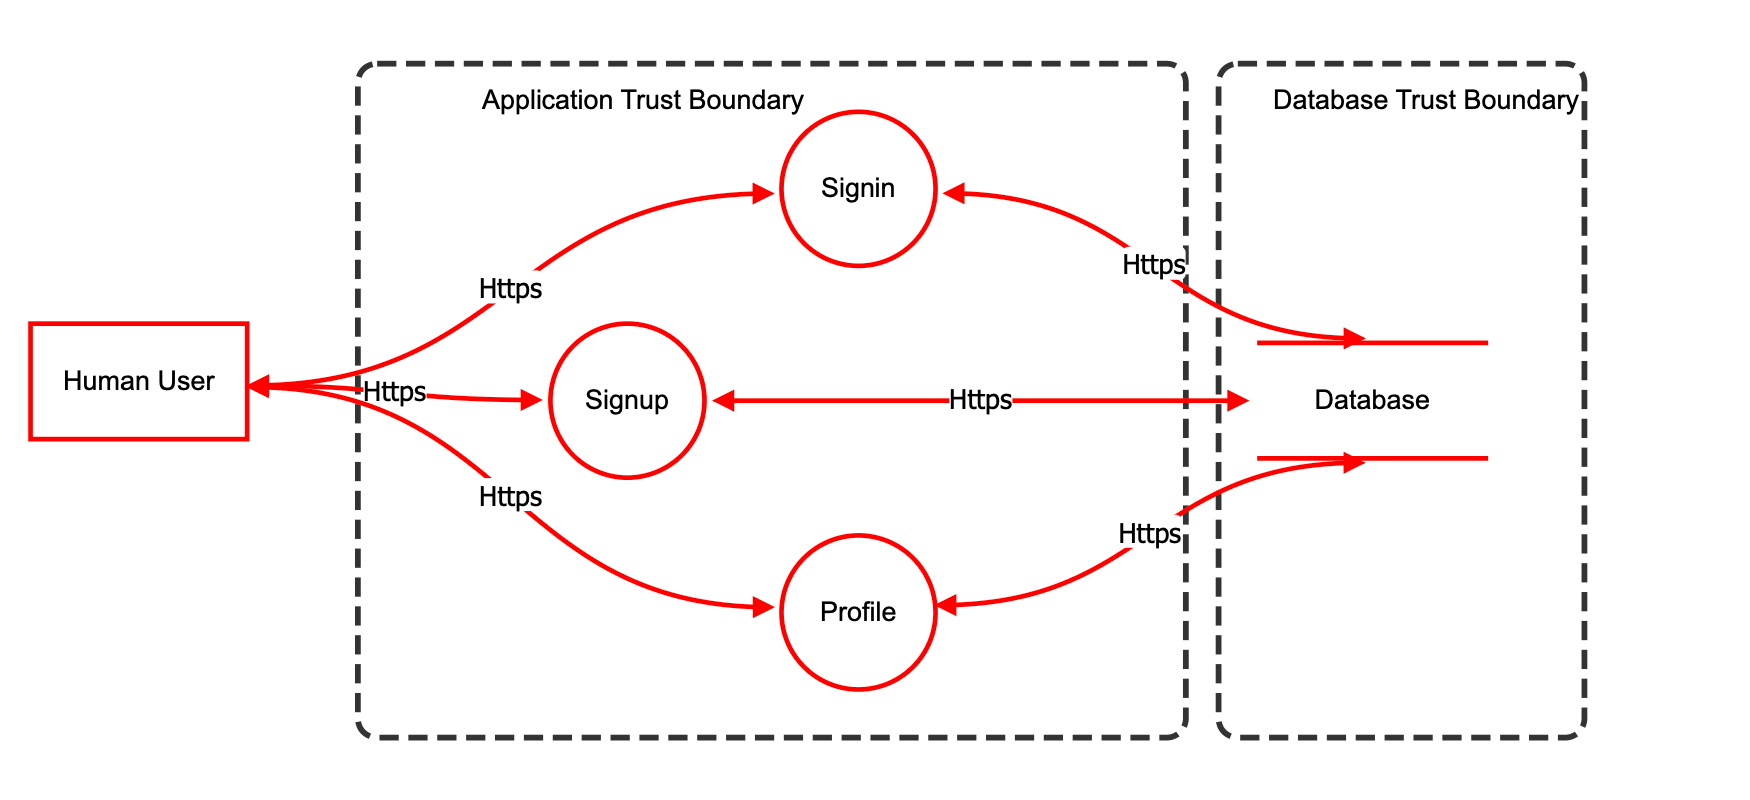 Application Trust Boundary
Database Trust Boundary
Signin
Https
Https
Human User
Https
Signup
Https
Database
Https
Https
Profile